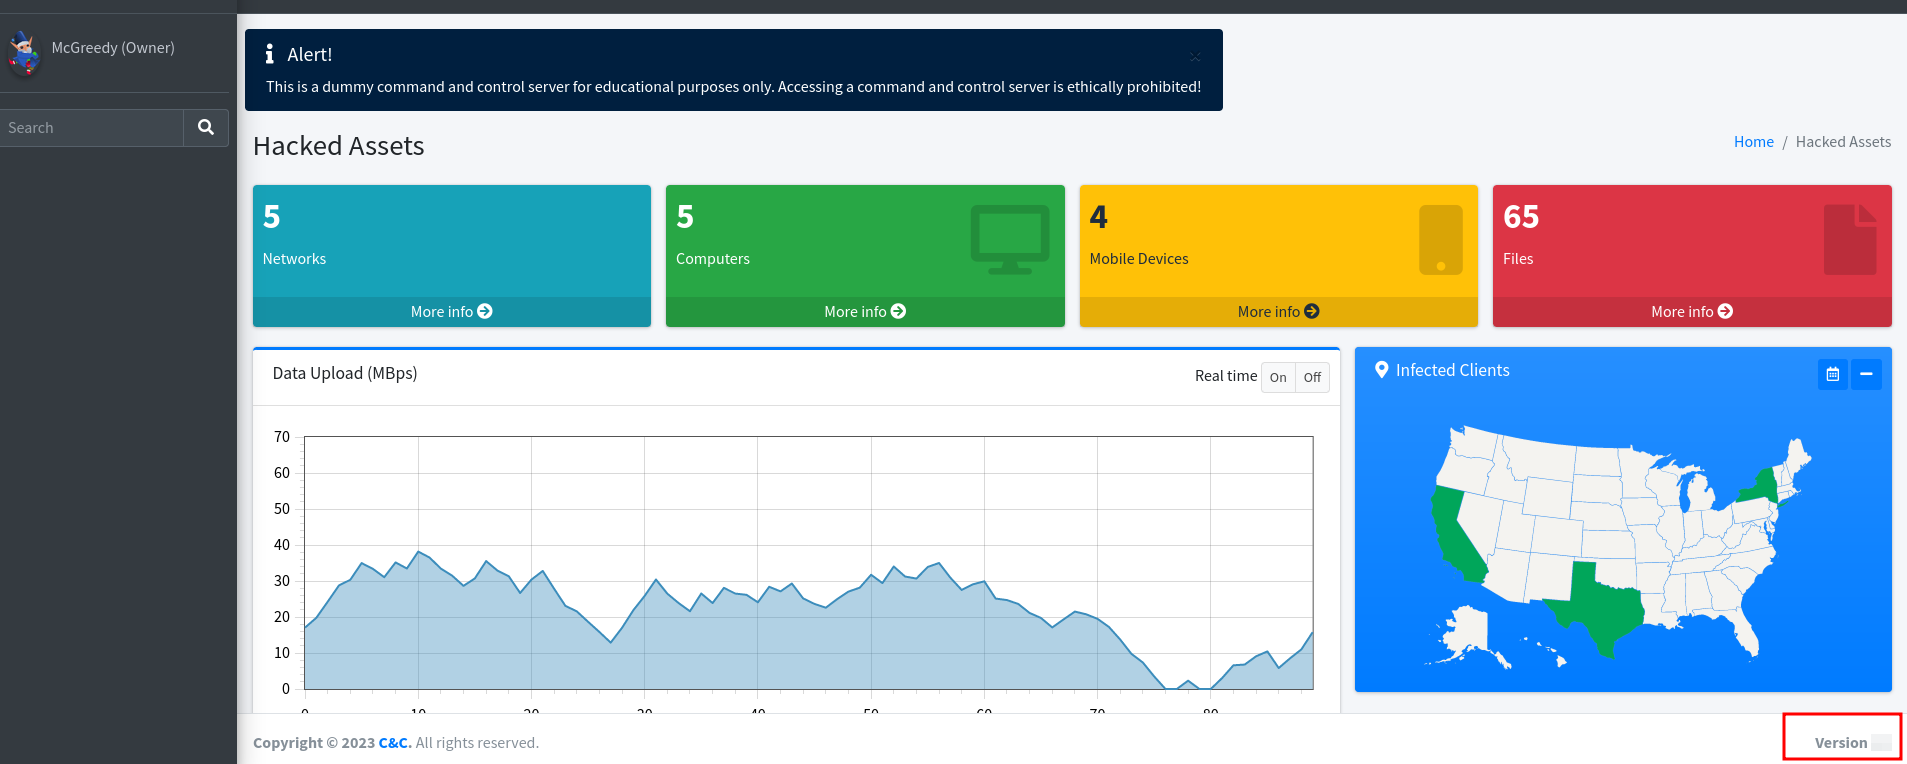 McGreedy (Owner)
Search
Alert!
×
This is a dummy command and control server for educational purposes only. Accessing a command and control server is ethically prohibited!
Hacked Assets
Home / Hacked Assets
5
Networks
More info
5
Computers
More info
4
Mobile Devices
More info
65
Files
More info
Data Upload (MBps)
Real time On Off
70
60
50
40
30
20
10
0
0 10 20 30 40 50 60 70 80
Infected Clients
Copyright © 2023 C&C. All rights reserved.
Version